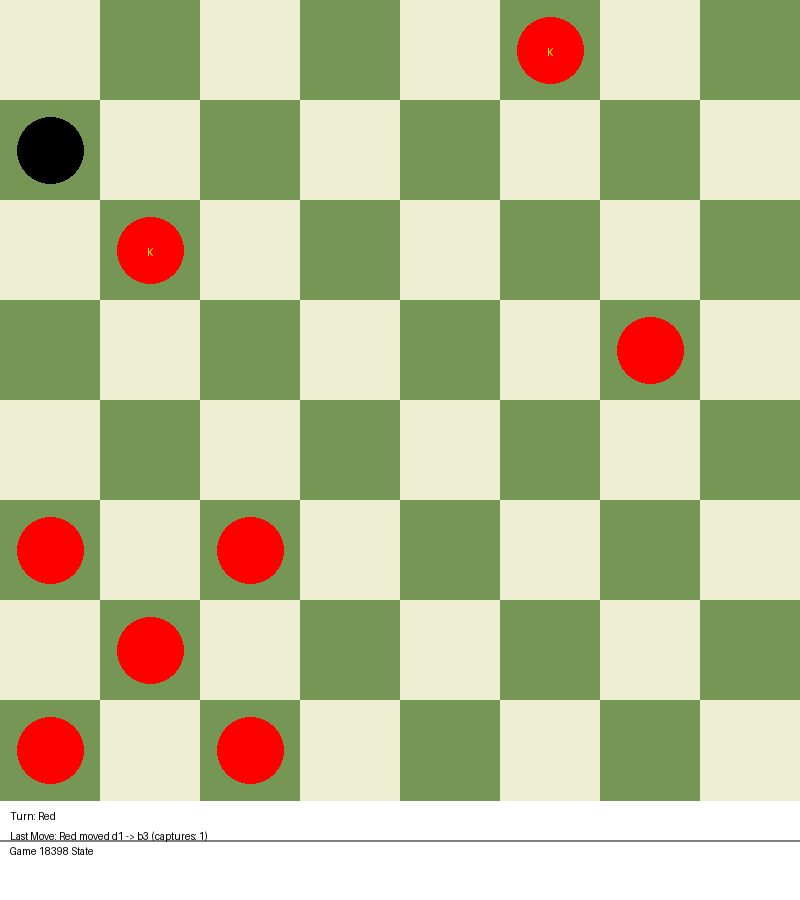 K
K
Turn: Red
Last Move: Red moved d1 -> b3 (captures: 1)
Game 18398 State